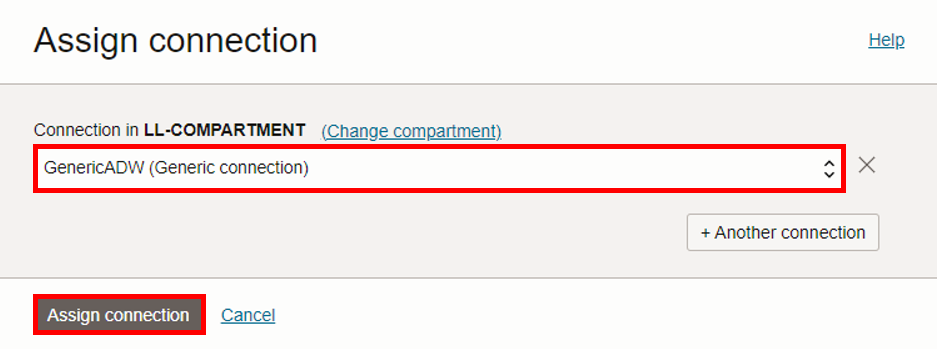 Assign connection
Help
Connection in LL-COMPARTMENT (Change compartment)
GenericADW (Generic connection)
+ Another connection
Assign connection Cancel